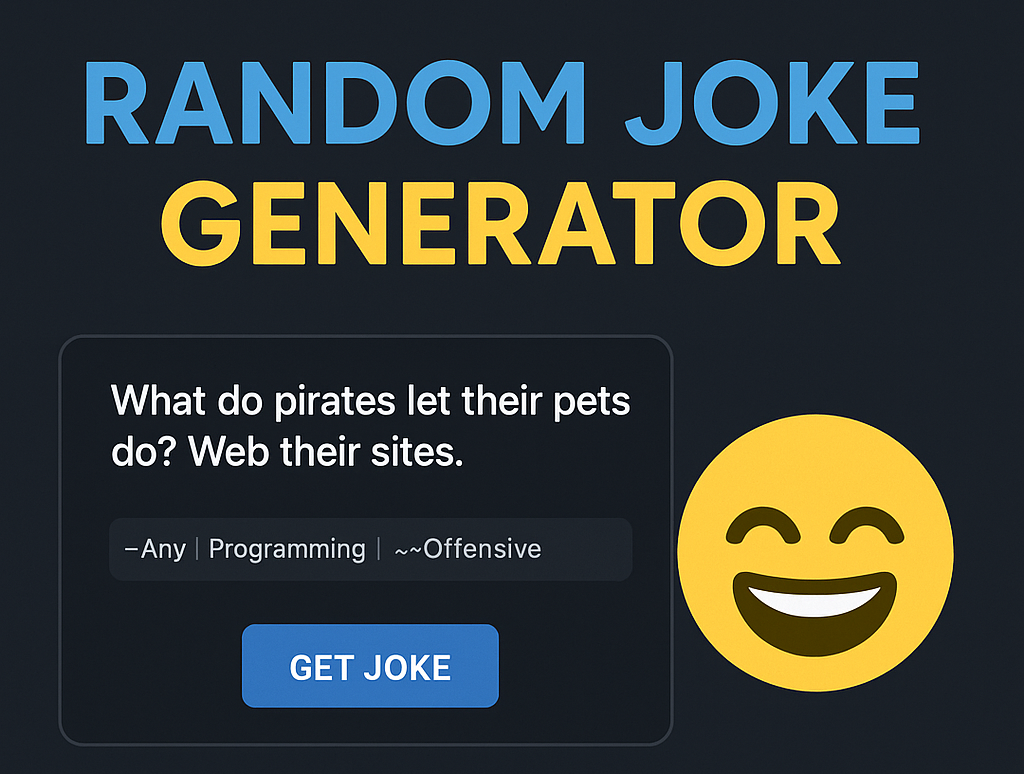 RANDOM JOKE
GENERATOR
What do pirates let their pets
do? Web their sites.
–Any | Programming | ~~Offensive
GET JOKE